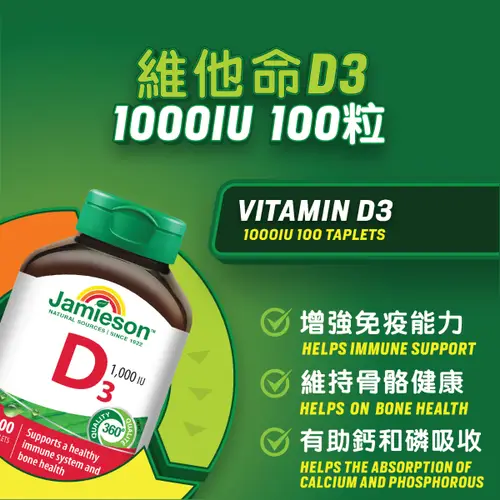 維他命D3
1000IU 100粒
VITAMIN D3
1000IU 100 TAPLETS
增強免疫能力
HELPS IMMUNE SUPPORT
維持骨骼健康
HELPS ON BONE HEALTH
有助鈣和磷吸收
HELPS THE ABSORPTION OF
CALCIUM AND PHOSPHOROUS
Jamieson™
NATURAL SOURCES | SINCE 1922
D3
1,000 IU
QUALITY
360°
QUALITY
Supports a healthy
immune system and
bone health